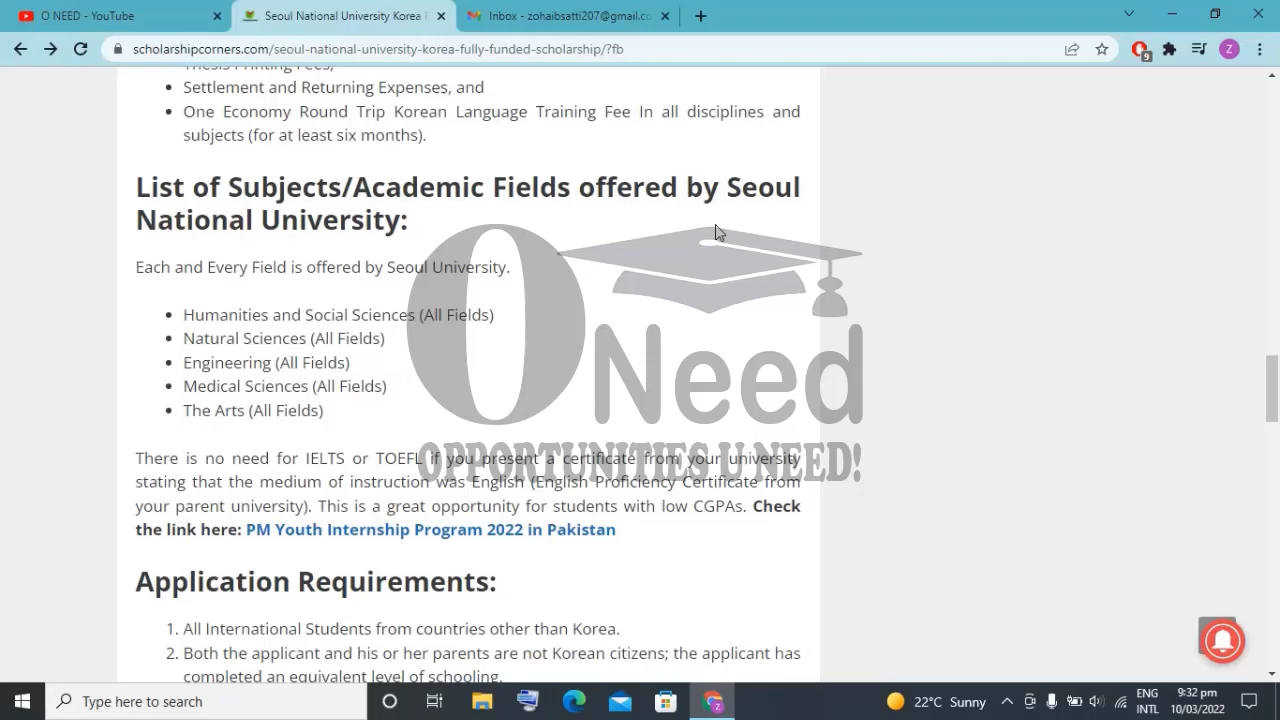 O NEED - YouTube
Seoul National University Korea F
Inbox - zohaibsatti207@gmail.co
scholarshipcorners.com/seoul-national-university-korea-fully-funded-scholarship/?fb
9
Z
Thesis Printing Fees,
Settlement and Returning Expenses, and
One Economy Round Trip Korean Language Training Fee In all disciplines and
subjects (for at least six months).
List of Subjects/Academic Fields offered by Seoul
National University:
Each and Every Field is offered by Seoul University.
Humanities and Social Sciences (All Fields)
Natural Sciences (All Fields)
Engineering (All Fields)
Medical Sciences (All Fields)
The Arts (All Fields)
O Need
OPPORTUNITIES U NEED!
There is no need for IELTS or TOEFL if you present a certificate from your university
stating that the medium of instruction was English (English Proficiency Certificate from
your parent university). This is a great opportunity for students with low CGPAs. Check
the link here: PM Youth Internship Program 2022 in Pakistan
Application Requirements:
1. All International Students from countries other than Korea.
2. Both the applicant and his or her parents are not Korean citizens; the applicant has
completed an equivalent level of schooling.
Type here to search
Z
22°C Sunny
ENG
INTL
9:32 pm
10/03/2022